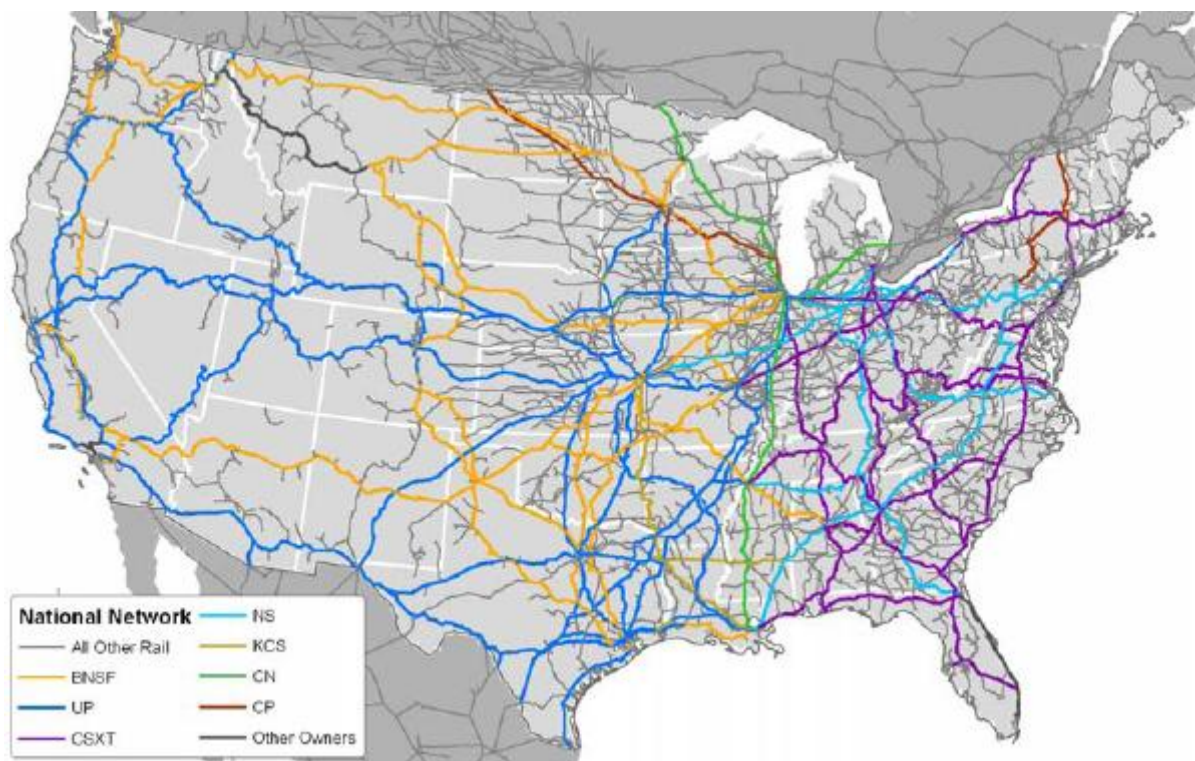 National Network
All Other Rail
BNSF
UP
CSXT
NS
KCS
CN
CP
Other Owners